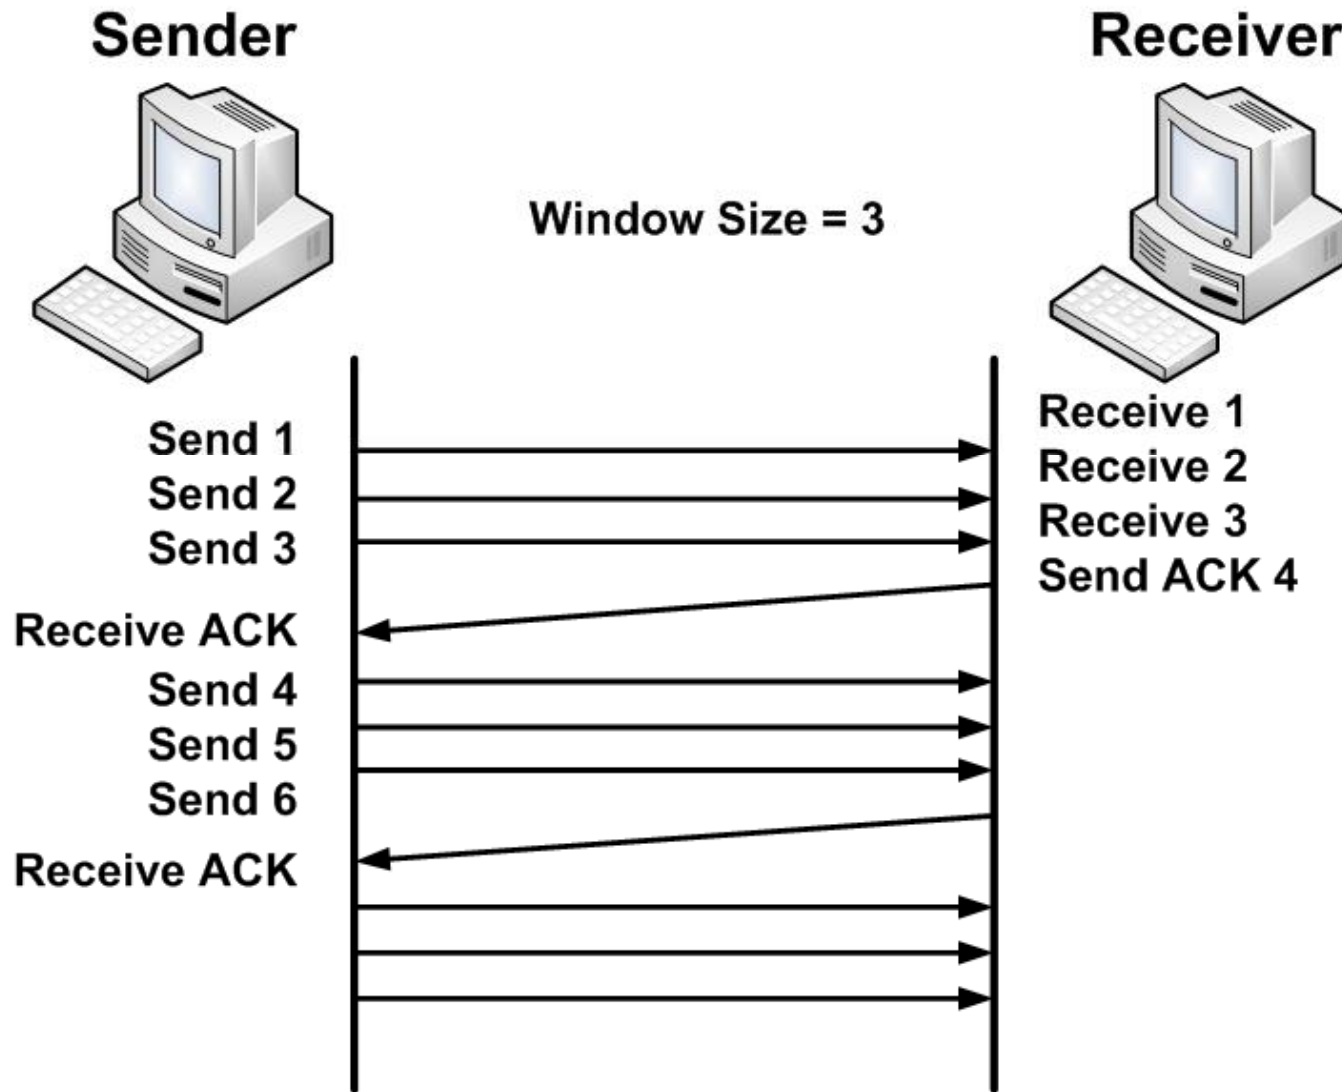 Sender
Receiver
Window Size = 3
Send 1
Send 2
Send 3
Receive ACK
Send 4
Send 5
Send 6
Receive ACK
Receive 1
Receive 2
Receive 3
Send ACK 4